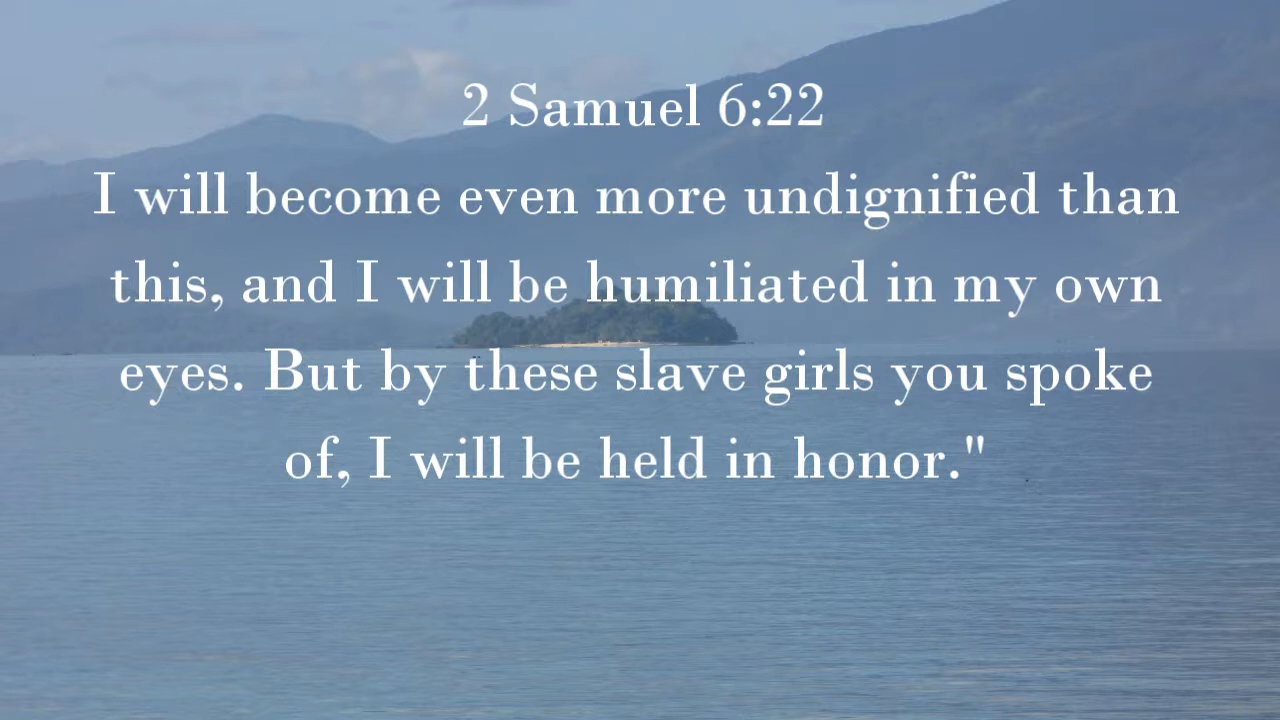 2 Samuel 6:22
I will become even more undignified than
this, and I will be humiliated in my own
eyes. But by these slave girls you spoke
of, I will be held in honor."